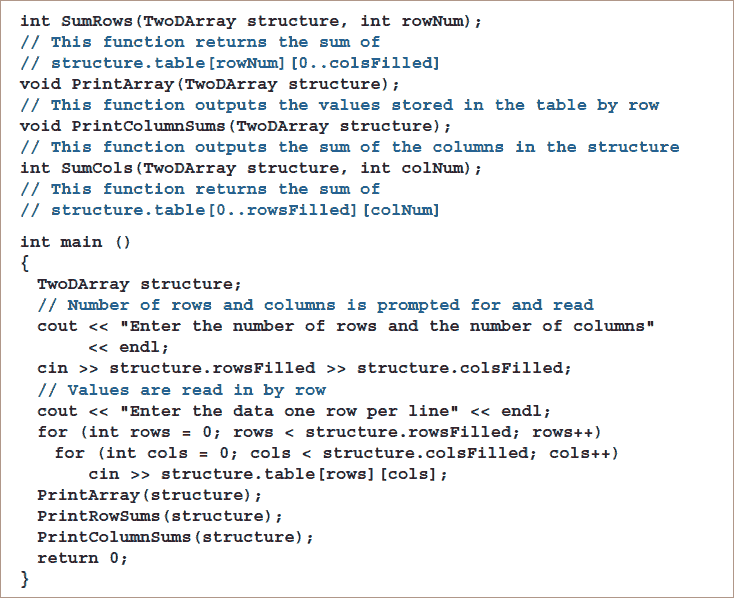 int SumRows(TwoDArray structure, int rowNum);
// This function returns the sum of
// structure.table[rowNum][0..colsFilled]
void PrintArray(TwoDArray structure);
// This function outputs the values stored in the table by row
void PrintColumnSums(TwoDArray structure);
// This function outputs the sum of the columns in the structure
int SumCols(TwoDArray structure, int colNum);
// This function returns the sum of
// structure.table[0..rowsFilled][colNum]
int main ()
{
  TwoDArray structure;
  // Number of rows and columns is prompted for and read
  cout << "Enter the number of rows and the number of columns"
       << endl;
  cin >> structure.rowsFilled >> structure.colsFilled;
  // Values are read in by row
  cout << "Enter the data one row per line" << endl;
  for (int rows = 0; rows < structure.rowsFilled; rows++)
    for (int cols = 0; cols < structure.colsFilled; cols++)
       cin >> structure.table[rows][cols];
  PrintArray(structure);
  PrintRowSums(structure);
  PrintColumnSums(structure);
  return 0;
}